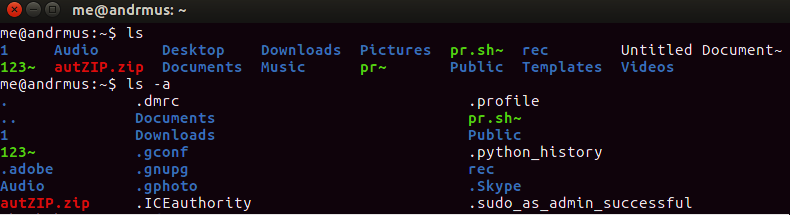 me@andrmus: ~
me@andrmus:~$ ls
1 Audio Desktop Downloads Pictures pr.sh~ rec Untitled Document~
123~ autZIP.zip Documents Music pr~ Public Templates Videos
me@andrmus:~$ ls -a
. .dmrc .profile
.. Documents pr.sh~
1 Downloads Public
123~ .gconf .python_history
.adobe .gnupg rec
Audio .gphoto .Skype
autZIP.zip .ICEauthority .sudo_as_admin_successful